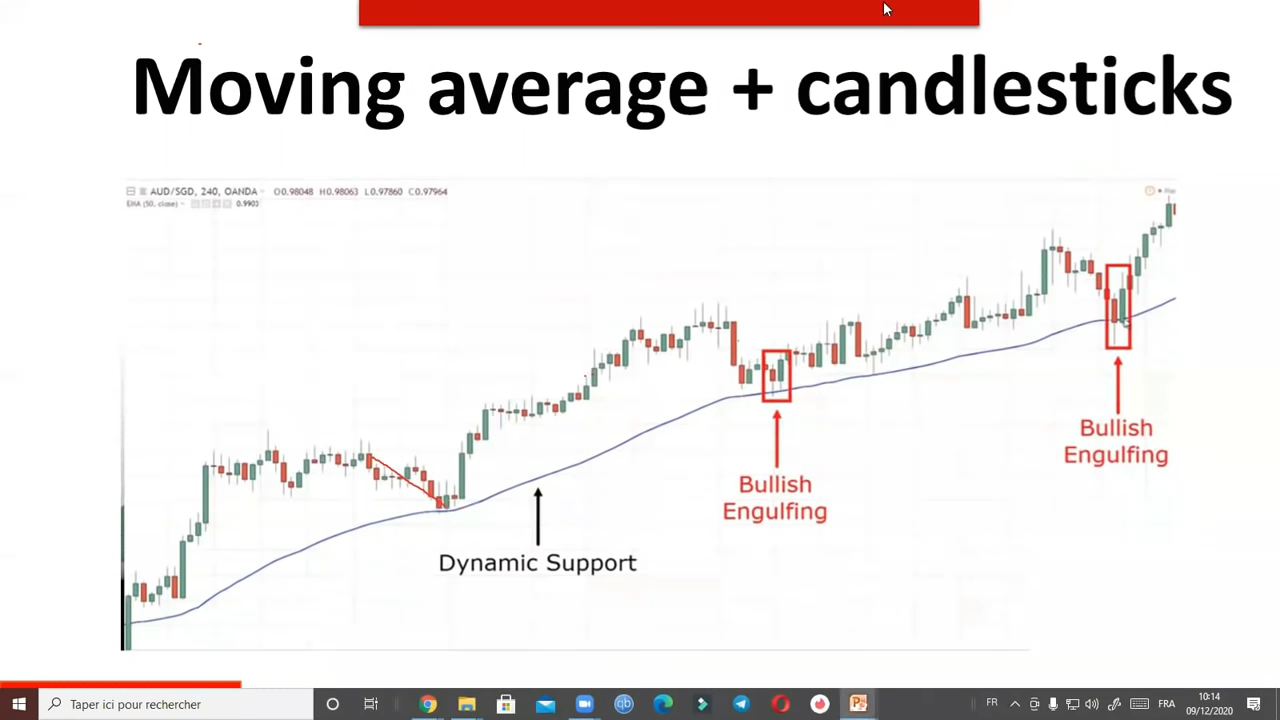 Moving average + candlesticks
AUD/SGD, 240, OANDA O0.98048 H0.98063 L0.97860 C0.97964
EMA (50, close) 0.9903
Bullish
Engulfing
Bullish
Engulfing
Dynamic Support
Taper ici pour rechercher
FR
FRA
10:14
09/12/2020